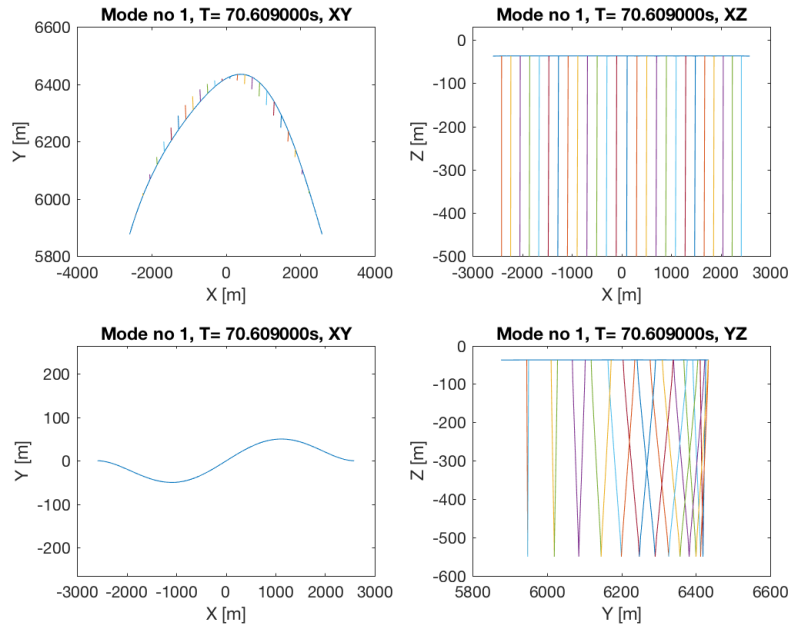 Mode no 1, T= 70.609000s, XY
6600
6400
6200
6000
5800
Y [m]
-4000 -2000 0 2000 4000
X [m]
Mode no 1, T= 70.609000s, XZ
0
-100
-200
-300
-400
-500
Z [m]
-3000 -2000 -1000 0 1000 2000 3000
X [m]
Mode no 1, T= 70.609000s, XY
200
100
0
-100
-200
Y [m]
-3000 -2000 -1000 0 1000 2000 3000
X [m]
Mode no 1, T= 70.609000s, YZ
0
-100
-200
-300
-400
-500
-600
Z [m]
5800 6000 6200 6400 6600
Y [m]